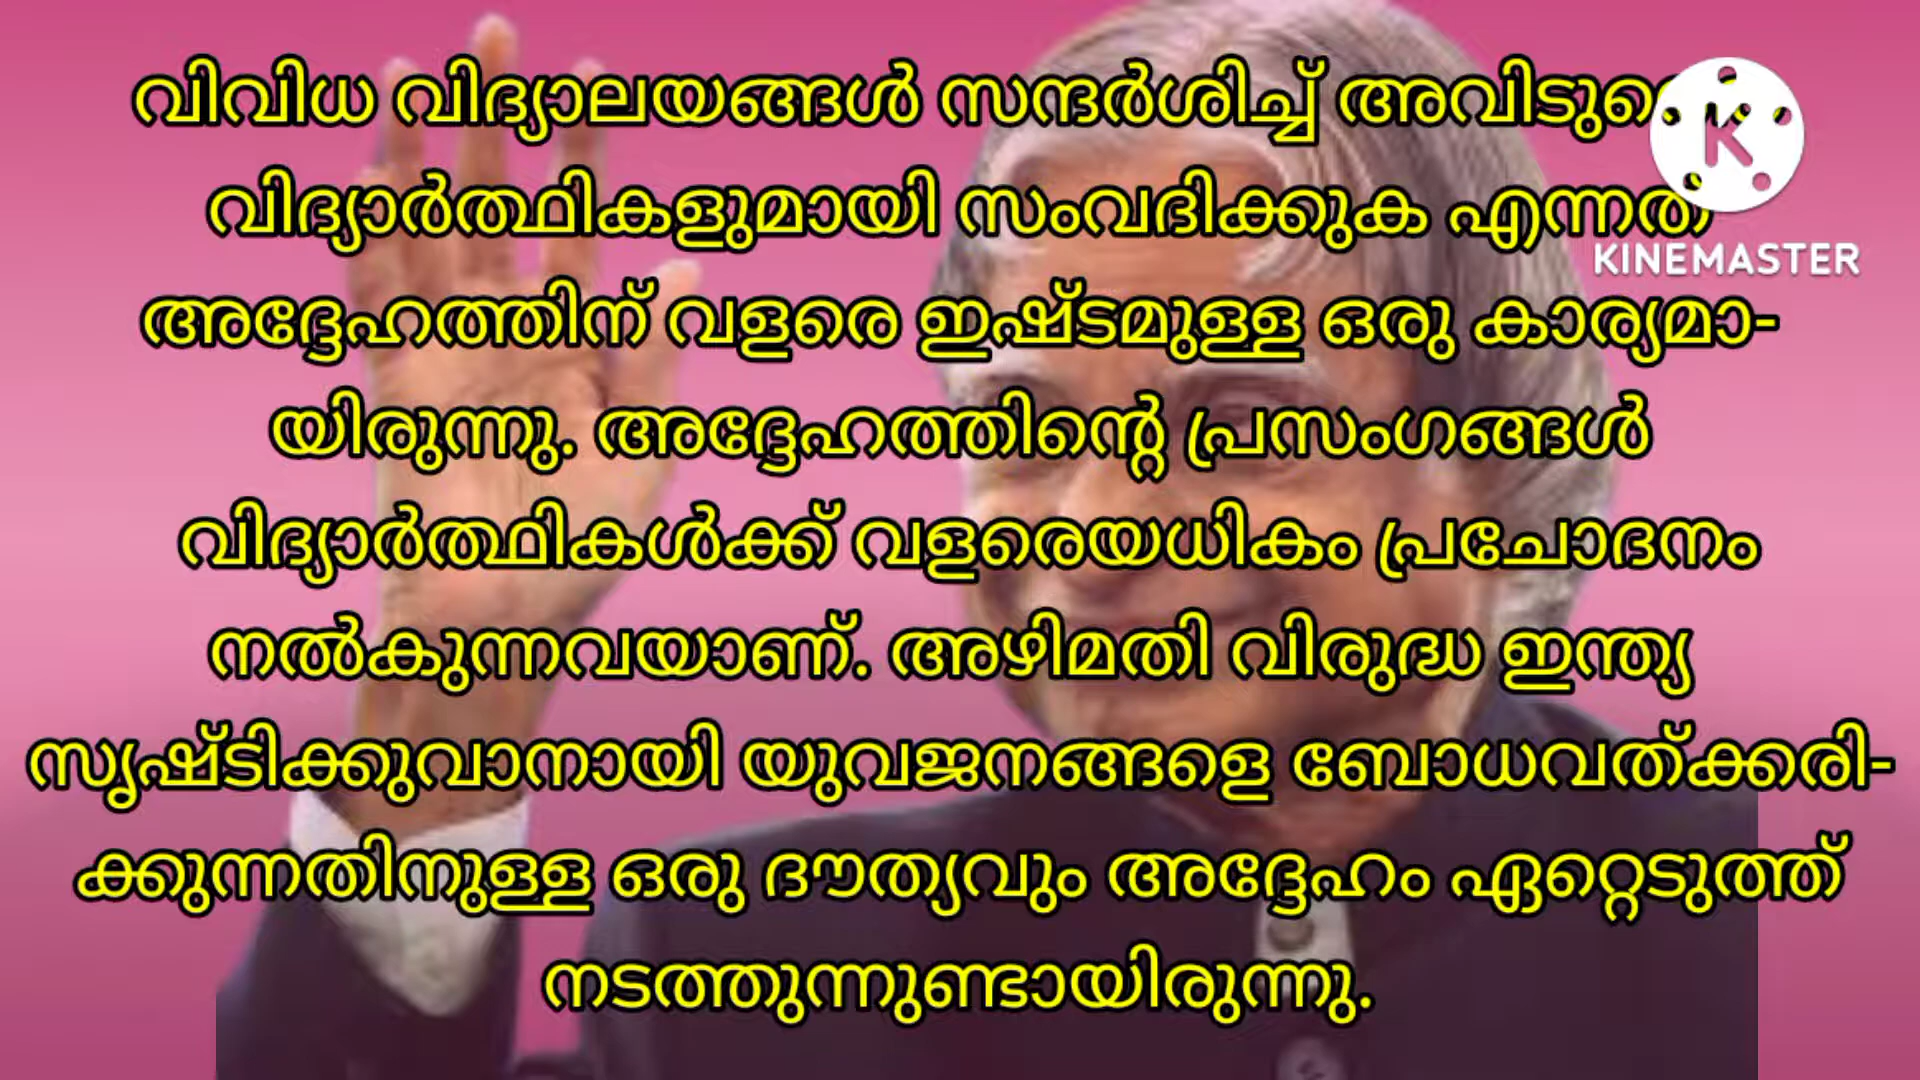 വിവിധ വിദ്യാലയങ്ങൾ സന്ദർശിച്ച്
വിദ്യാർത്ഥികളുമായി സംവദിക്കുക എന്നത്
അദ്ദേഹത്തിന് വളരെ ഇഷ്ടമുള്ള ഒരു കാര്യമാ-
യിരുന്നു. അദ്ദേഹത്തിന്റെ പ്രസംഗങ്ങൾ
വിദ്യാർത്ഥികൾക്ക് വളരെയധികം പ്രചോദനം
നൽകുന്നവയാണ്. അഴിമതി വിരുദ്ധ ഇന്ത്യ
സൃഷ്ടിക്കുവാനായി യുവജനങ്ങളെ ബോധവത്ക്കരി-
ക്കുന്നതിനുള്ള ഒരു ദൗത്യവും അദ്ദേഹം ഏറ്റെടുത്ത്
നടത്തുന്നുണ്ടായിരുന്നു.
K
KINEMASTER